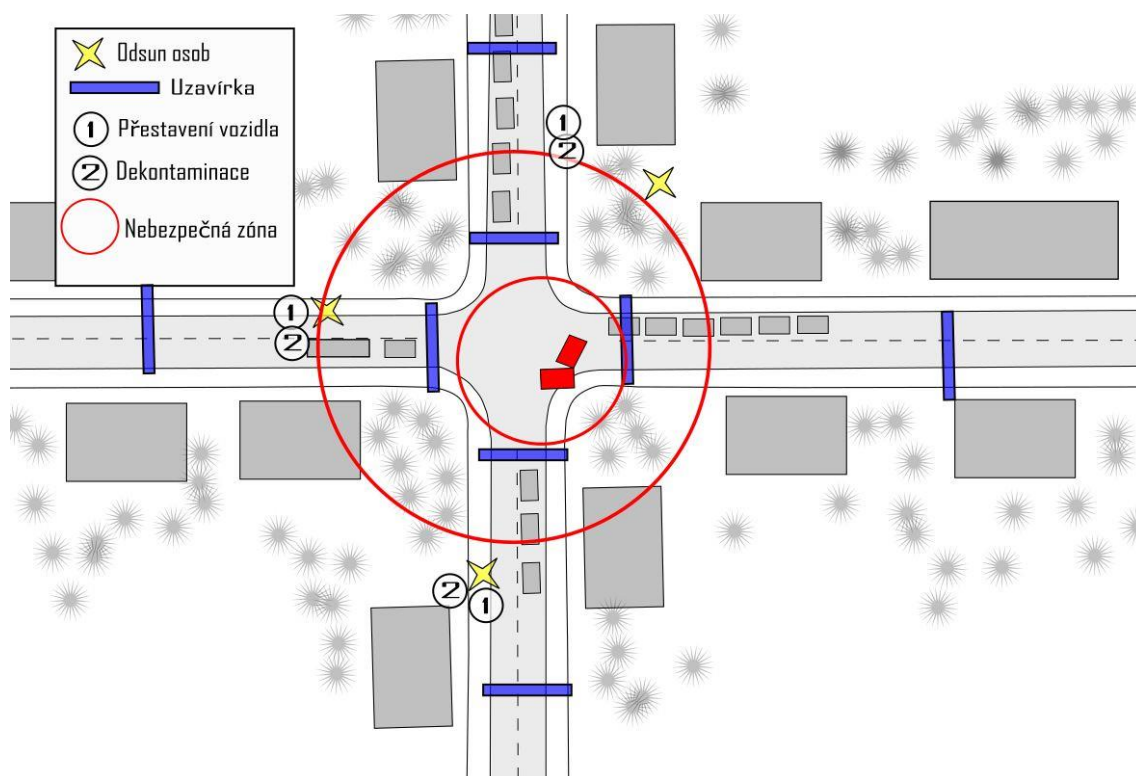 Odsun osob
Uzavírka
1 Přestavení vozidla
2 Dekontaminace
Nebezpečná zóna
1
2
1
2
2
1